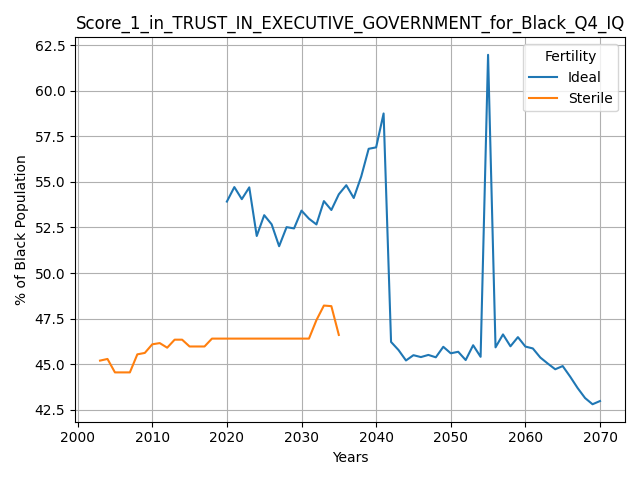 Score_1_in_TRUST_IN_EXECUTIVE_GOVERNMENT_for_Black_Q4_IQ
Fertility
Ideal
Sterile
% of Black Population
62.5
60.0
57.5
55.0
52.5
50.0
47.5
45.0
42.5
2000 2010 2020 2030 2040 2050 2060 2070
Years